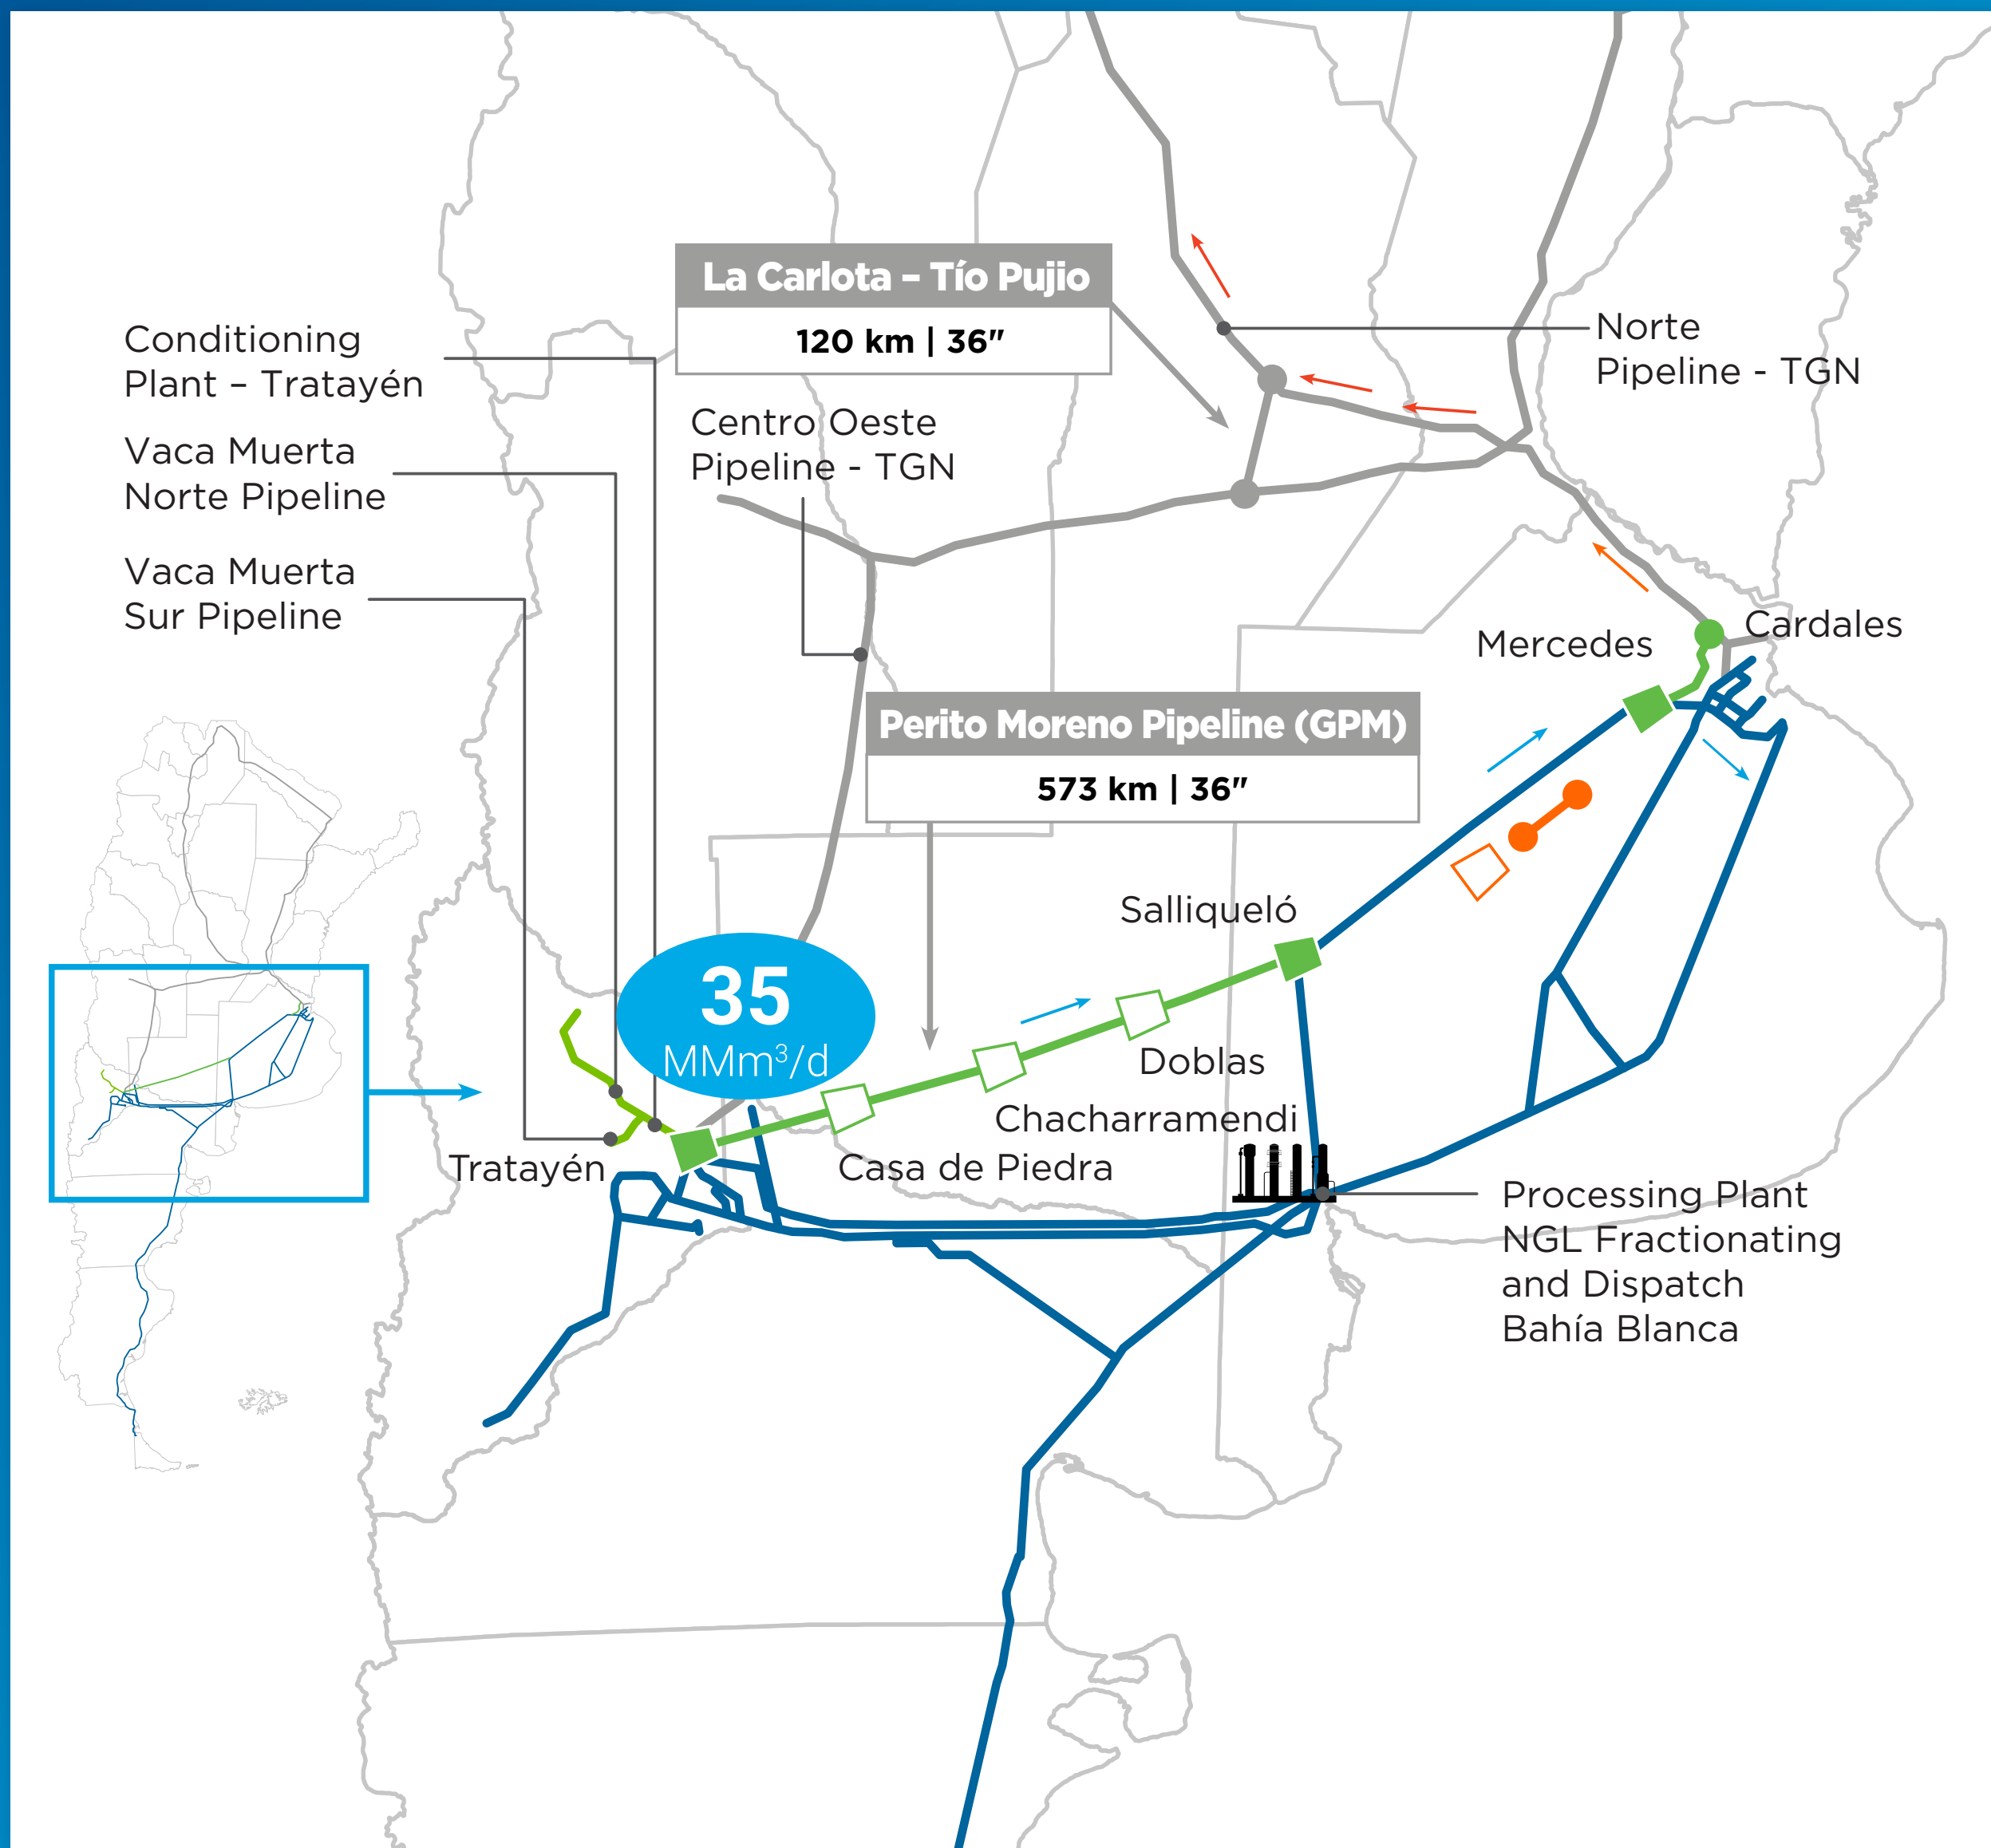 La Carlota – Tío Pujio
120 km | 36"
Conditioning
Plant – Tratayén
Vaca Muerta
Norte Pipeline
Vaca Muerta
Sur Pipeline
Centro Oeste
Pipeline - TGN
Norte
Pipeline - TGN
Cardales
Mercedes
Perito Moreno Pipeline (GPM)
573 km | 36"
Salliqueló
35
MMm³/d
Doblas
Chacharramendi
Casa de Piedra
Tratayén
Processing Plant
NGL Fractionating
and Dispatch
Bahía Blanca